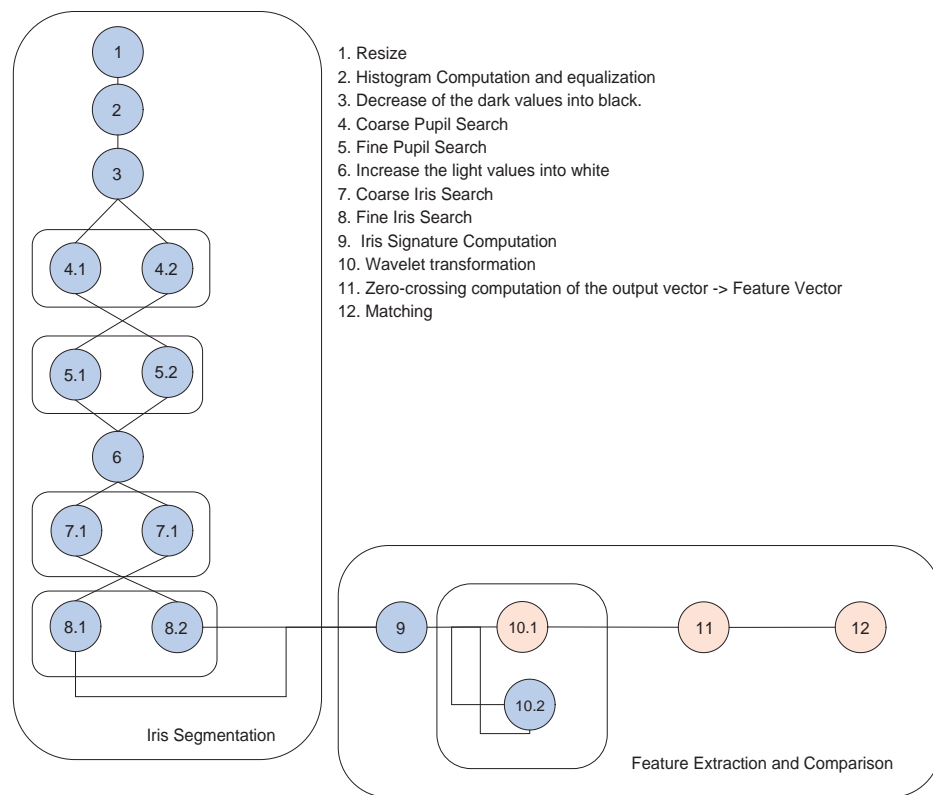 1
2
3
4.1
4.2
5.1
5.2
6
7.1
7.1
8.1
8.2
Iris Segmentation
1. Resize
2. Histogram Computation and equalization
3. Decrease of the dark values into black.
4. Coarse Pupil Search
5. Fine Pupil Search
6. Increase the light values into white
7. Coarse Iris Search
8. Fine Iris Search
9. Iris Signature Computation
10. Wavelet transformation
11. Zero-crossing computation of the output vector -> Feature Vector
12. Matching
9
10.1
11
12
10.2
Feature Extraction and Comparison